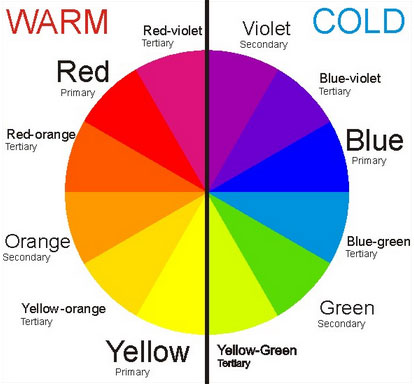 WARM
COLD
Red-violet
Tertiary
Violet
Secondary
Red
Primary
Blue-violet
Tertiary
Red-orange
Tertiary
Blue
Primary
Orange
Secondary
Blue-green
Tertiary
Yellow-orange
Tertiary
Green
Secondary
Yellow
Primary
Yellow-Green
Tertiary